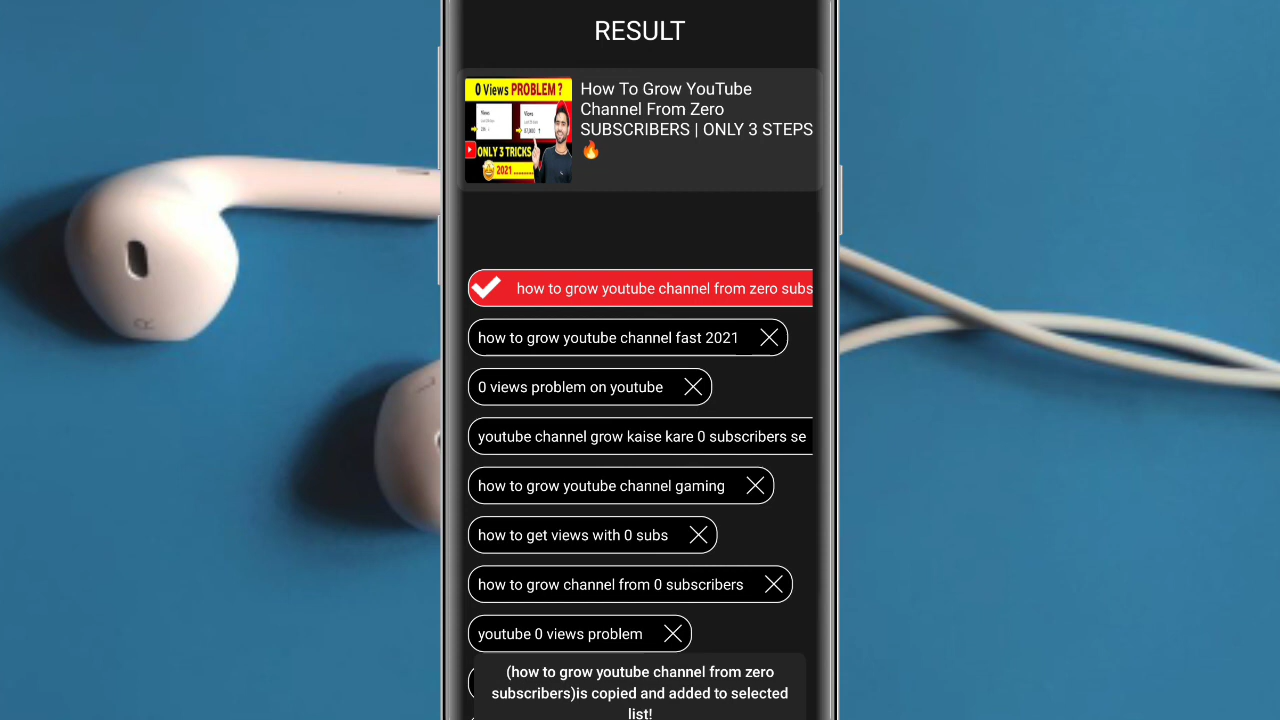 RESULT
0 Views PROBLEM ?
Views
Views
ONLY 3 TRICKS
2021 ..........
How To Grow YouTube
Channel From Zero
SUBSCRIBERS | ONLY 3 STEPS
🔥
how to grow youtube channel from zero subs
how to grow youtube channel fast 2021
0 views problem on youtube
youtube channel grow kaise kare 0 subscribers se
how to grow youtube channel gaming
how to get views with 0 subs
how to grow channel from 0 subscribers
youtube 0 views problem
(how to grow youtube channel from zero
subscribers)is copied and added to selected
list!
R